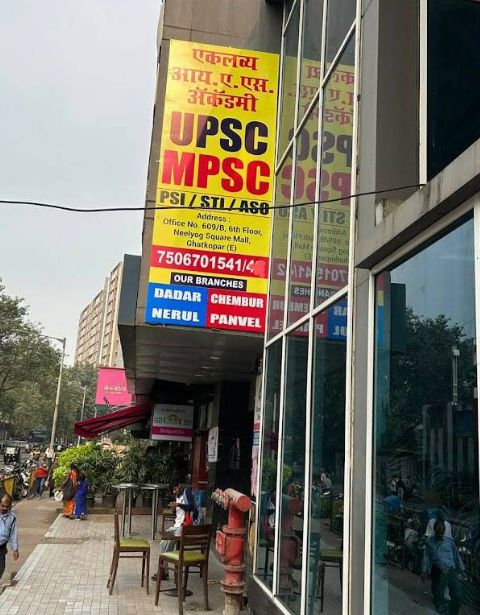 एकलव्य
आय.ए.एस.
ॲकॅडमी
UPSC
MPSC
PSI / STI / ASO
Address :
Office No. 609/B, 6th Floor,
Neelyog Square Mall,
Ghatkopar (E)
7506701541/42
OUR BRANCHES
DADAR CHEMBUR
NERUL PANVEL